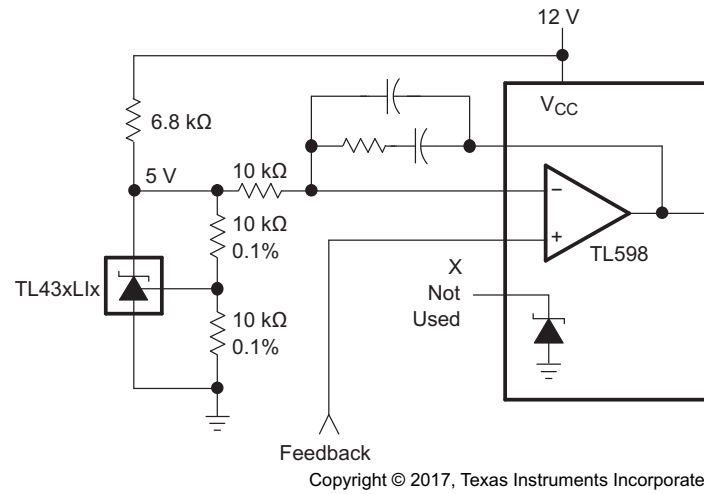 12 V
6.8 kΩ
V_CC
5 V
10 kΩ
10 kΩ
0.1%
−
+
TL598
TL43xLIx
X
Not
Used
10 kΩ
0.1%
Feedback
Copyright © 2017, Texas Instruments Incorporate